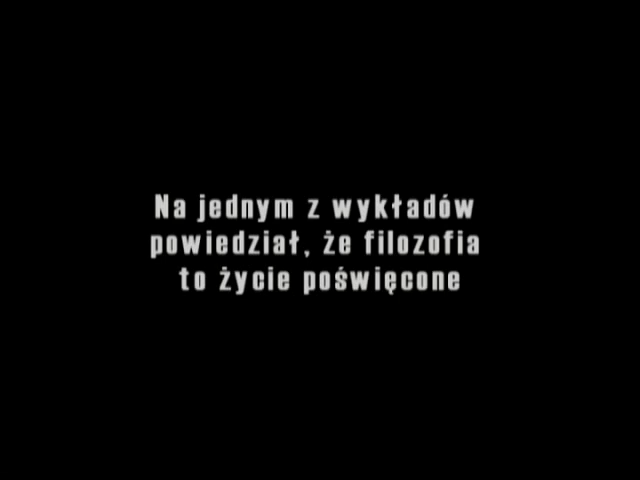 Na jednym z wykładów
powiedział, że filozofia
to życie poświęcone